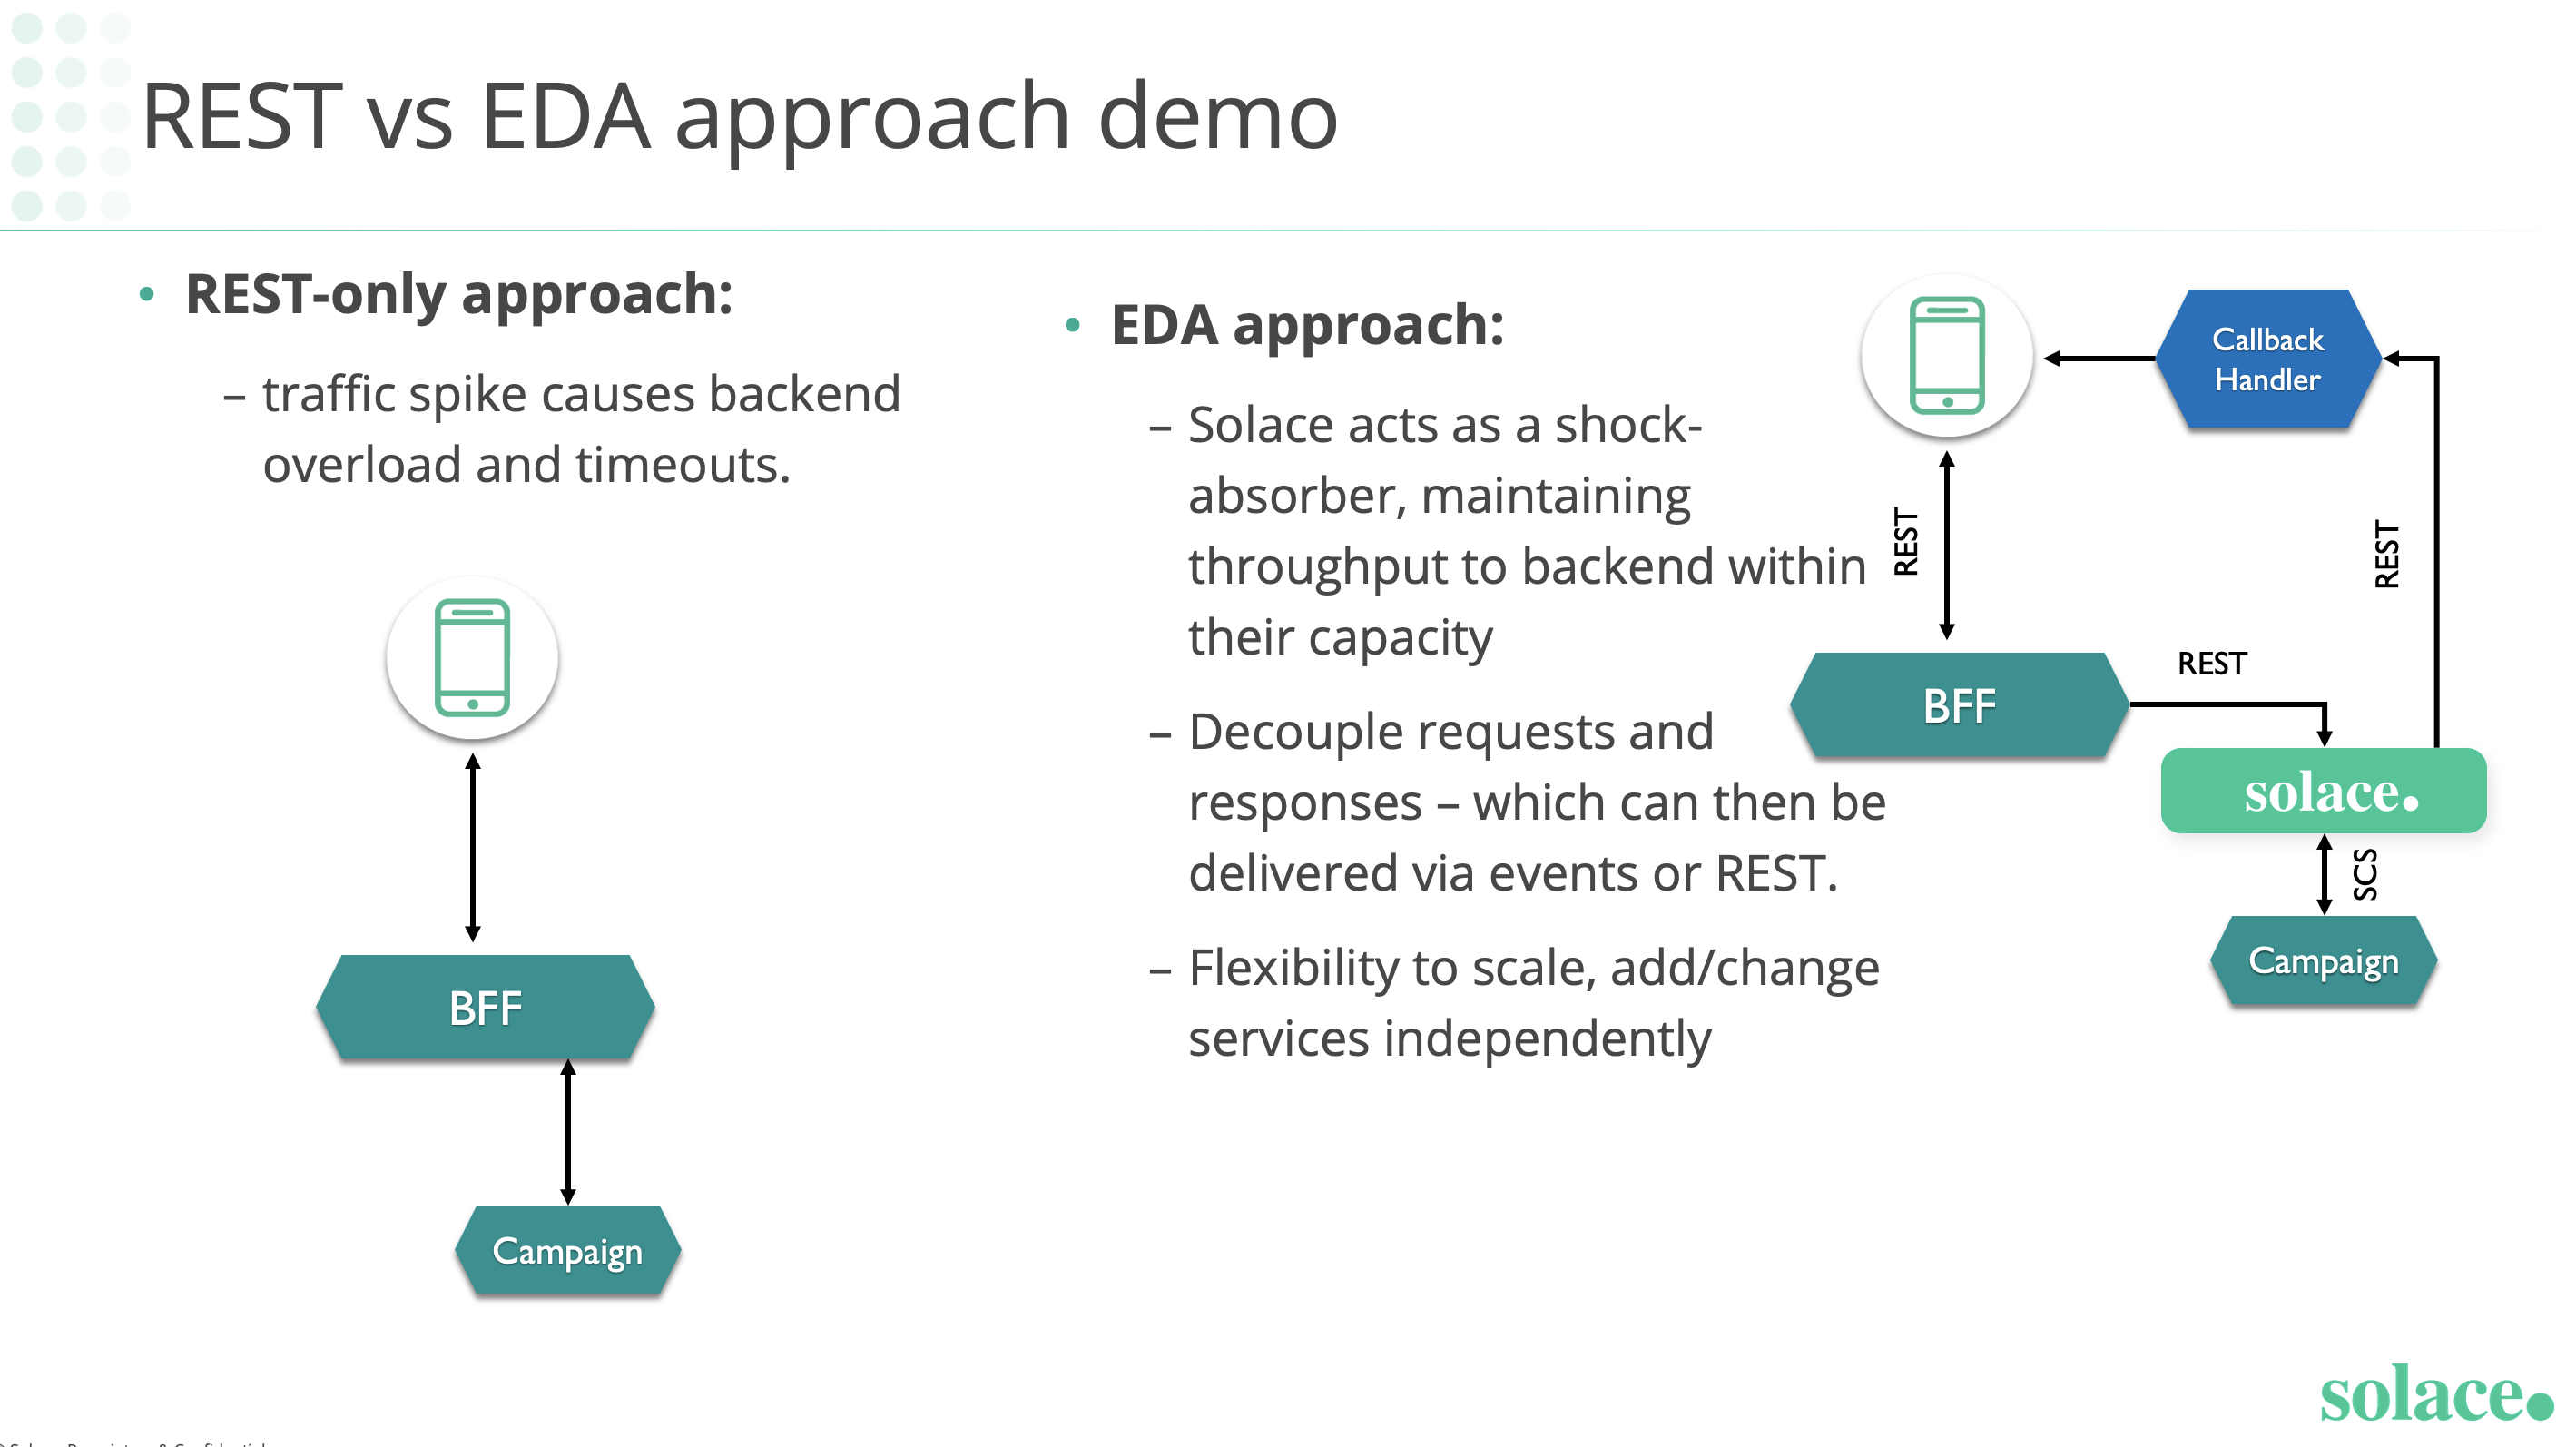 REST vs EDA approach demo
• REST-only approach:
– traffic spike causes backend
overload and timeouts.
BFF
Campaign
• EDA approach:
– Solace acts as a shock-
absorber, maintaining
throughput to backend within
their capacity
– Decouple requests and
responses – which can then be
delivered via events or REST.
– Flexibility to scale, add/change
services independently
Callback
Handler
REST
REST
REST
BFF
solace.
SCS
Campaign
solace.